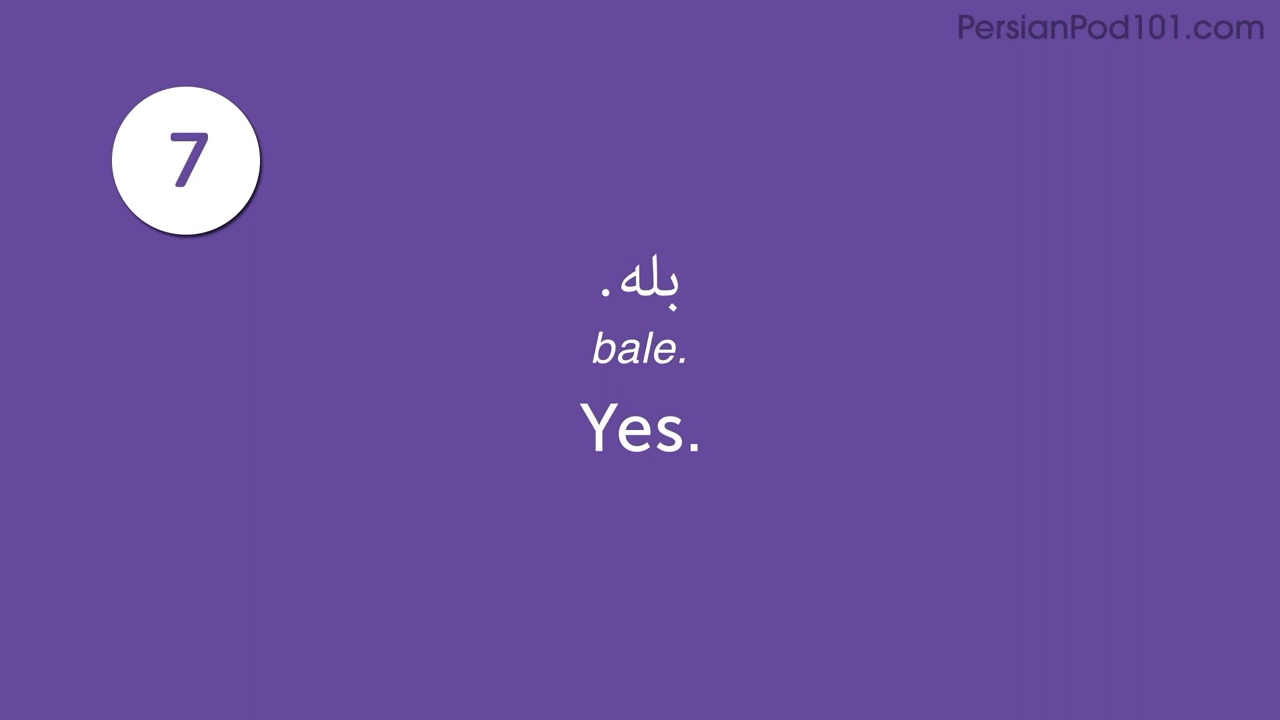 PersianPod101.com
7
بله.
bale.
Yes.